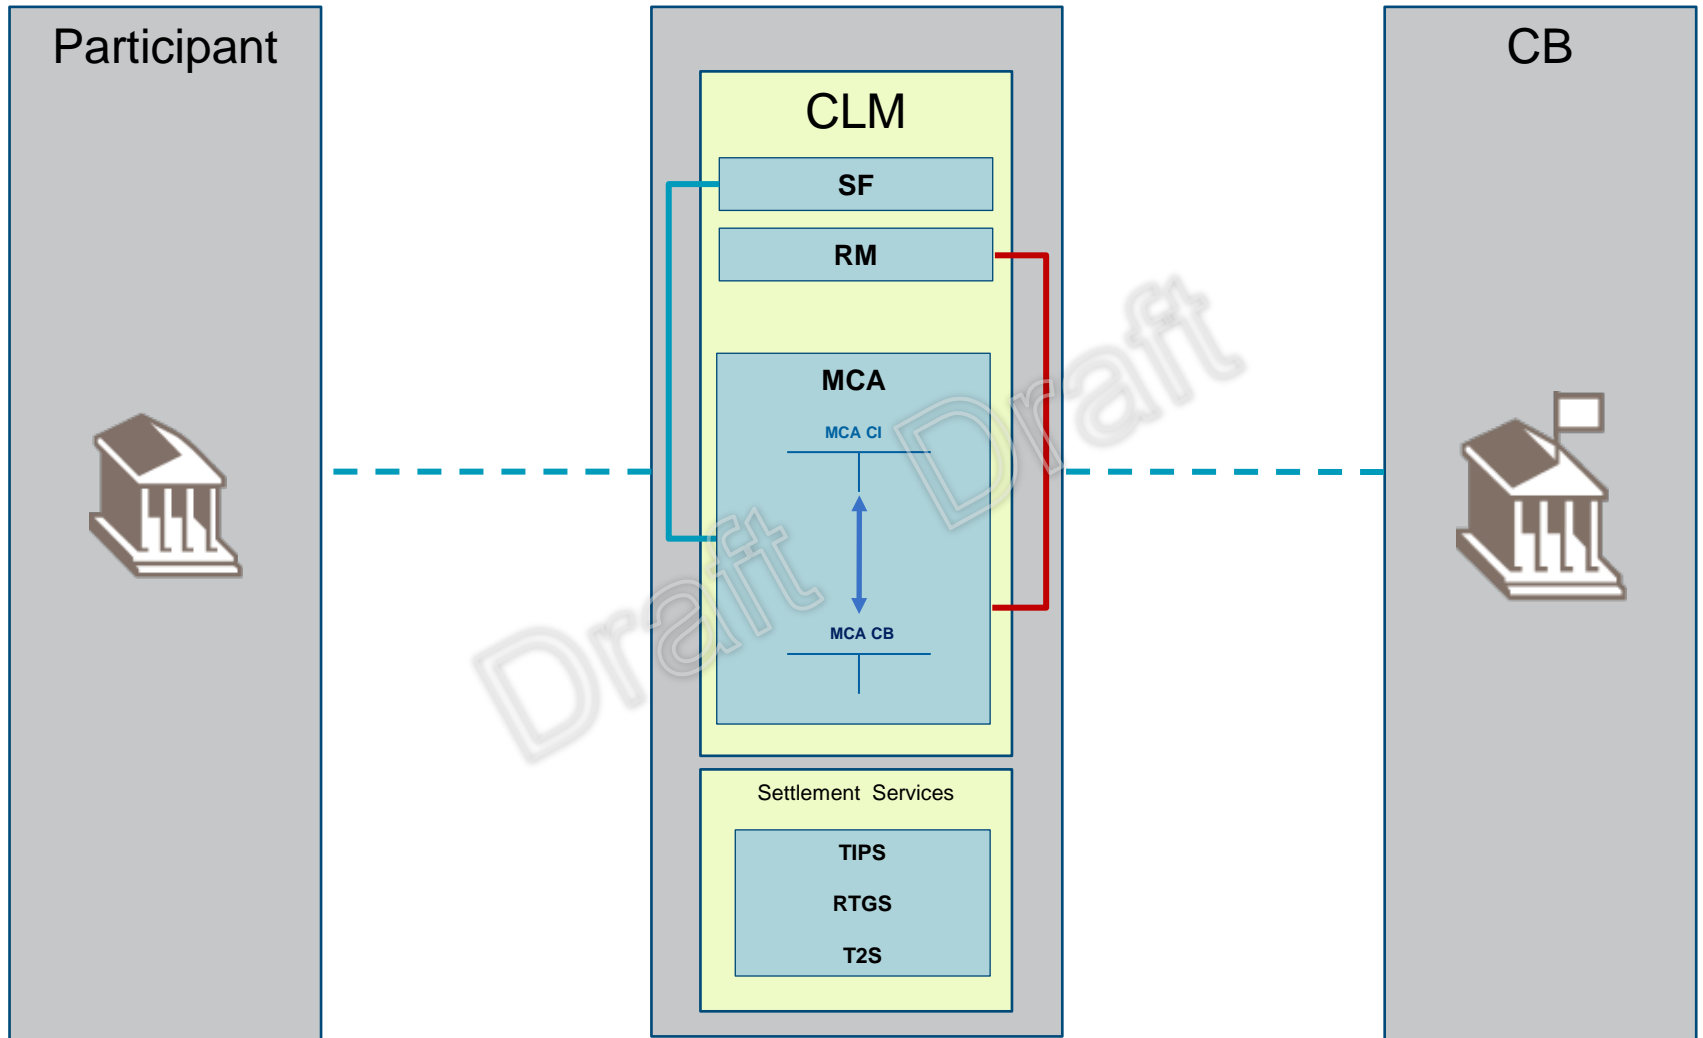 Participant
CLM
SF
RM
MCA
MCA CI
MCA CB
Settlement Services
TIPS
RTGS
T2S
CB
Draft Draft